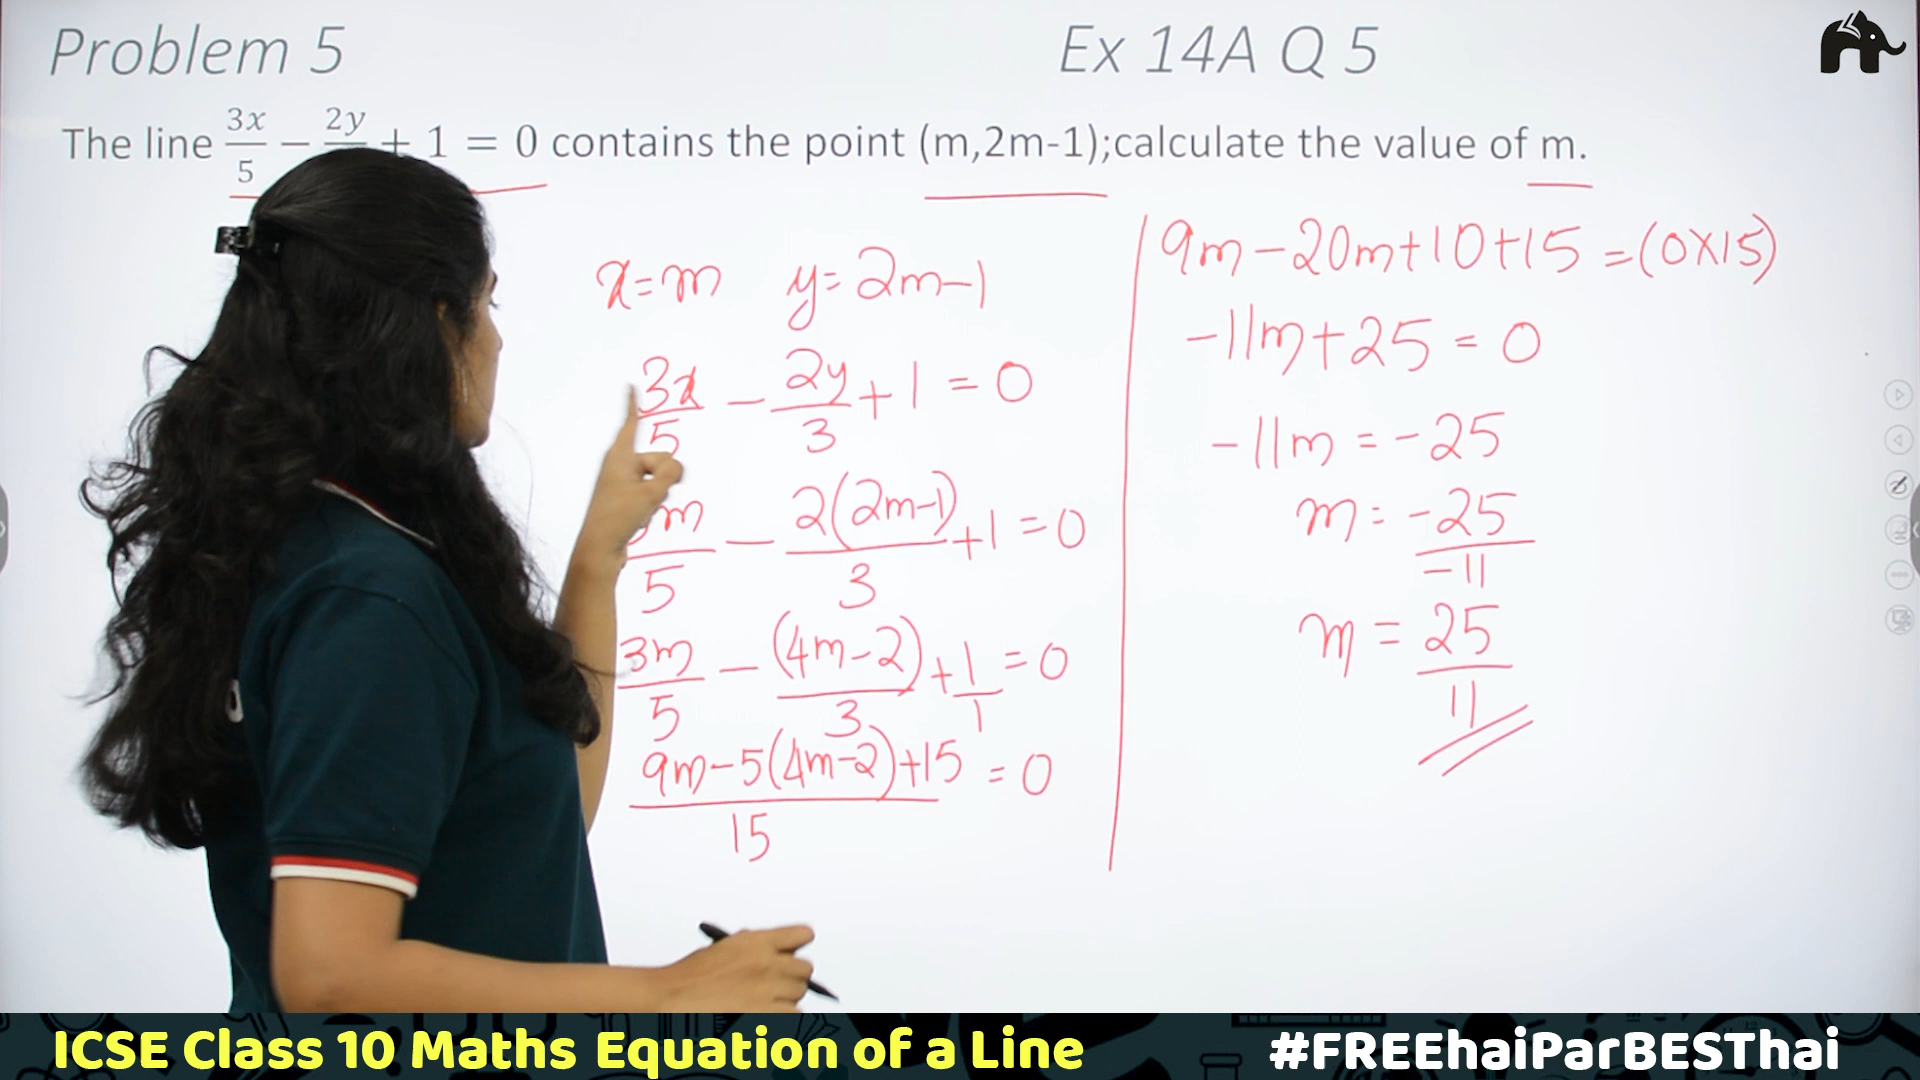 Problem 5
Ex 14A Q 5
The line 3x/5 − 2y + 1 = 0 contains the point (m,2m-1);calculate the value of m.
x=m y=2m-1
3x/5 - 2y/3 + 1 = 0
m/5 - 2(2m-1)/3 + 1 = 0
3m/5 - (4m-2)/3 + 1/1 = 0
9m-5(4m-2)+15/15 = 0
9m-20m+10+15 = (0×15)
-11m+25 = 0
-11m = -25
m = -25/-11
m = 25/11
ICSE Class 10 Maths Equation of a Line
#FREEhaiParBESThai